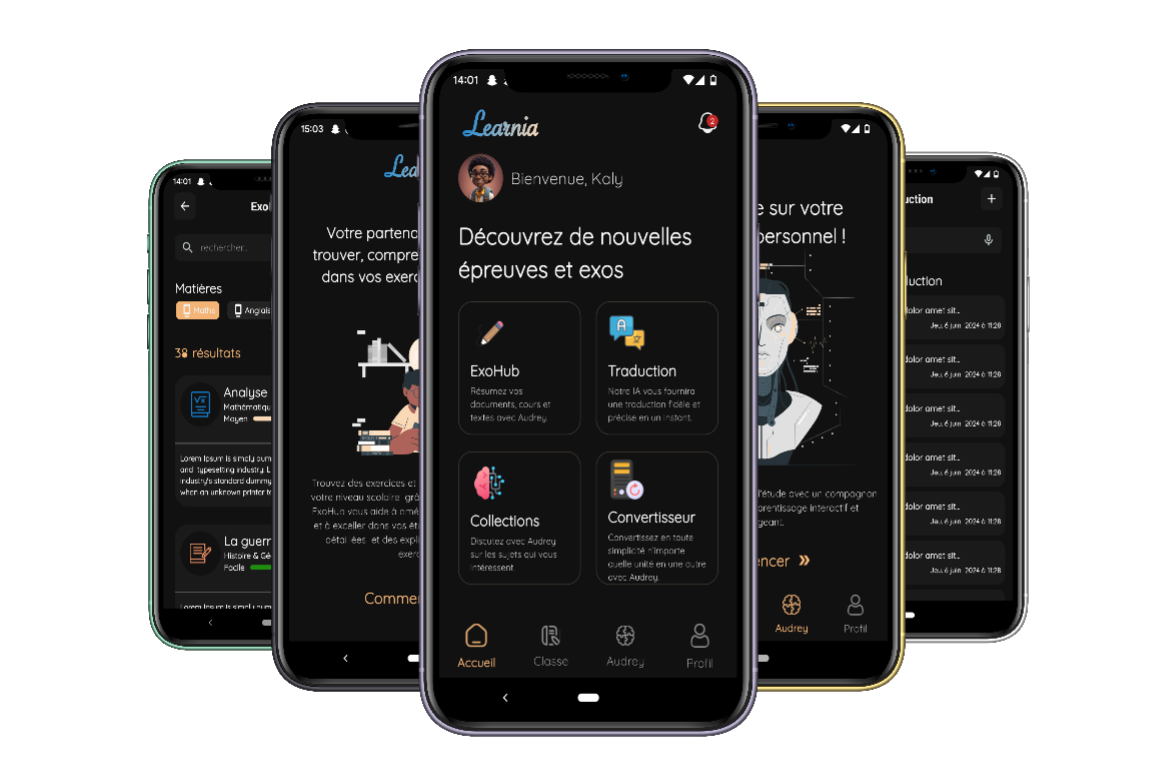 14:01
Exol
rechercher...
Matières
Maths
Anglais
38 résultats
Analyse
Mathématiqu
Moyen
Lorem Ipsum is simply dum
and typesetting industry. L
industry's standard dummy
when an unknown printer to
La guerr
Histoire & Gé
Facile
Lorem Ipsum is simply dum
15:03
Lea
Votre partena
trouver, compre
dans vos exerc
Trouvez des exercices et
votre niveau scolaire grâ
ExoHub vous aide à amé
et à exceller dans vos ét
détaillées et des expli
exerc
Commen
14:01
Learnia
2
Bienvenue, Kaly
Découvrez de nouvelles
épreuves et exos
ExoHub
Résumez vos
documents, cours et
textes avec Audrey.
A
Traduction
Notre IA vous fournira
une traduction fidèle et
précise en un instant.
Collections
Discutez avec Audrey
sur les sujets qui vous
intéressent.
Convertisseur
Convertissez en toute
simplicité n'importe
quelle unité en une autre
avec Audrey.
Accueil
Classe
Audrey
Profil
e sur votre
personnel !
l'étude avec un compagnon
prentissage interactif et
geant.
encer »
Audrey
Profil
uction
+
duction
dolor amet sit...
Jeu. 6 juin 2024 à 11:28
dolor amet sit...
Jeu. 6 juin 2024 à 11:28
dolor amet sit...
Jeu. 6 juin 2024 à 11:28
dolor amet sit...
Jeu. 6 juin 2024 à 11:28
dolor amet sit...
Jeu. 6 juin 2024 à 11:28
dolor amet sit...
Jeu. 6 juin 2024 à 11:28